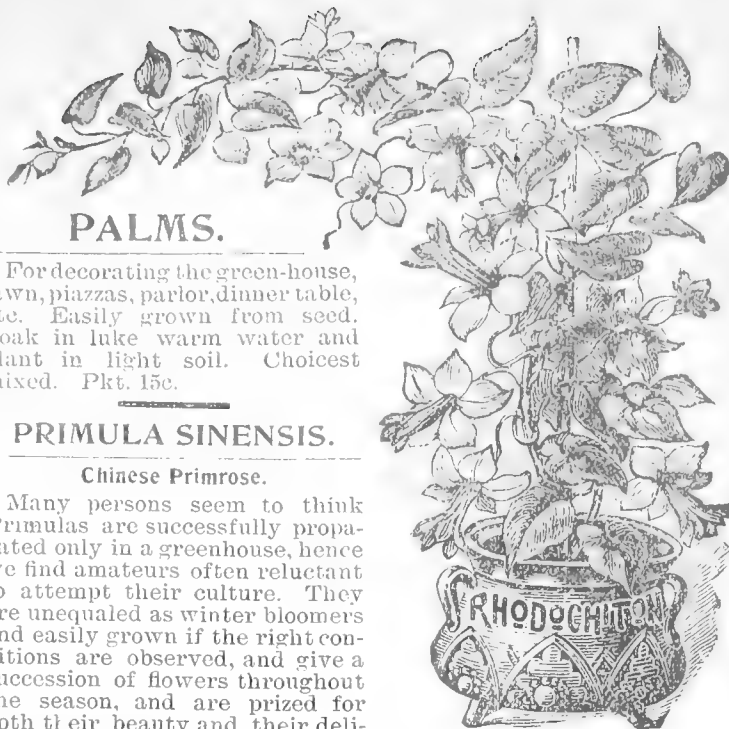 PALMS.
For decorating the green-house,
awn, piazzas, parlor, dinner table,
tc. Easily grown from seed.
oak in luke warm water and
lant in light soil. Choicest
nixed. Pkt. 15c.
PRIMULA SINENSIS.
Chinese Primrose.
Many persons seem to think
rimulas are successfully propa-
ated only in a greenhouse, hence
ve find amateurs often reluctant
o attempt their culture. They
re unequaled as winter bloomers
nd easily grown if the right con-
itions are observed, and give a
uccession of flowers throughout
he season, and are prized for
oth their beauty and their deli-
RHODOCHITON